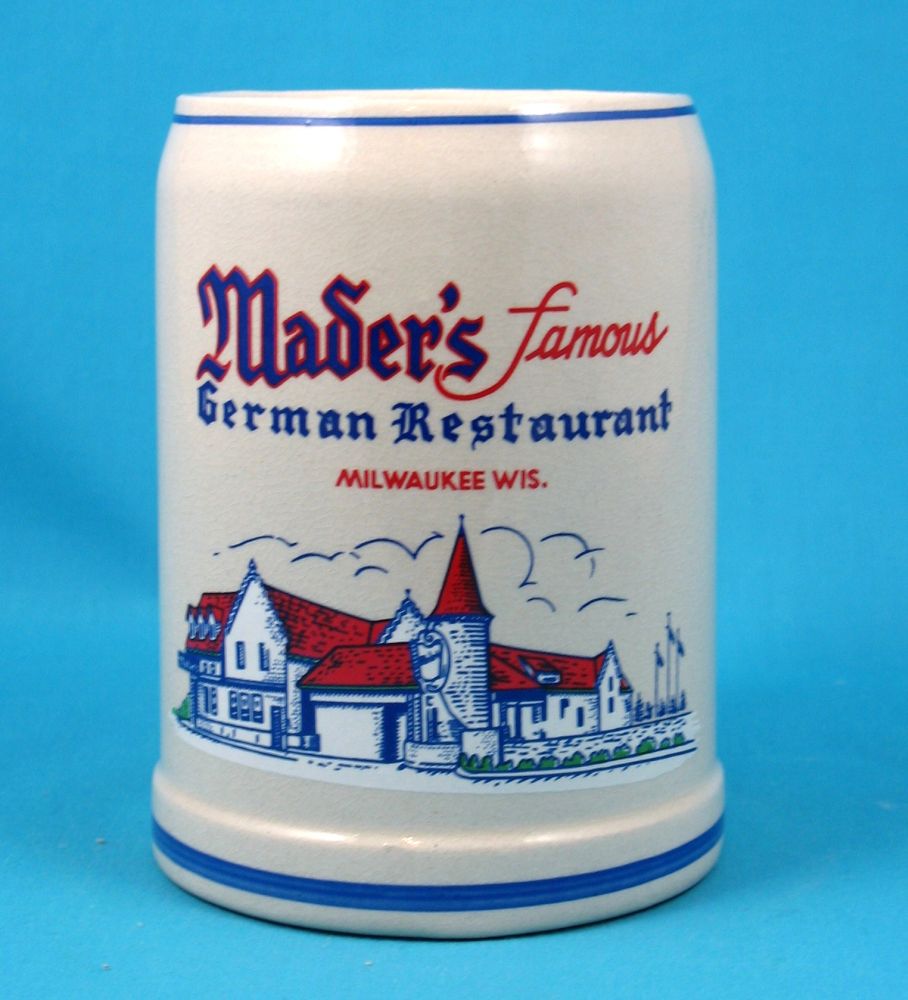 Mader's famous
German Restaurant
MILWAUKEE WIS.